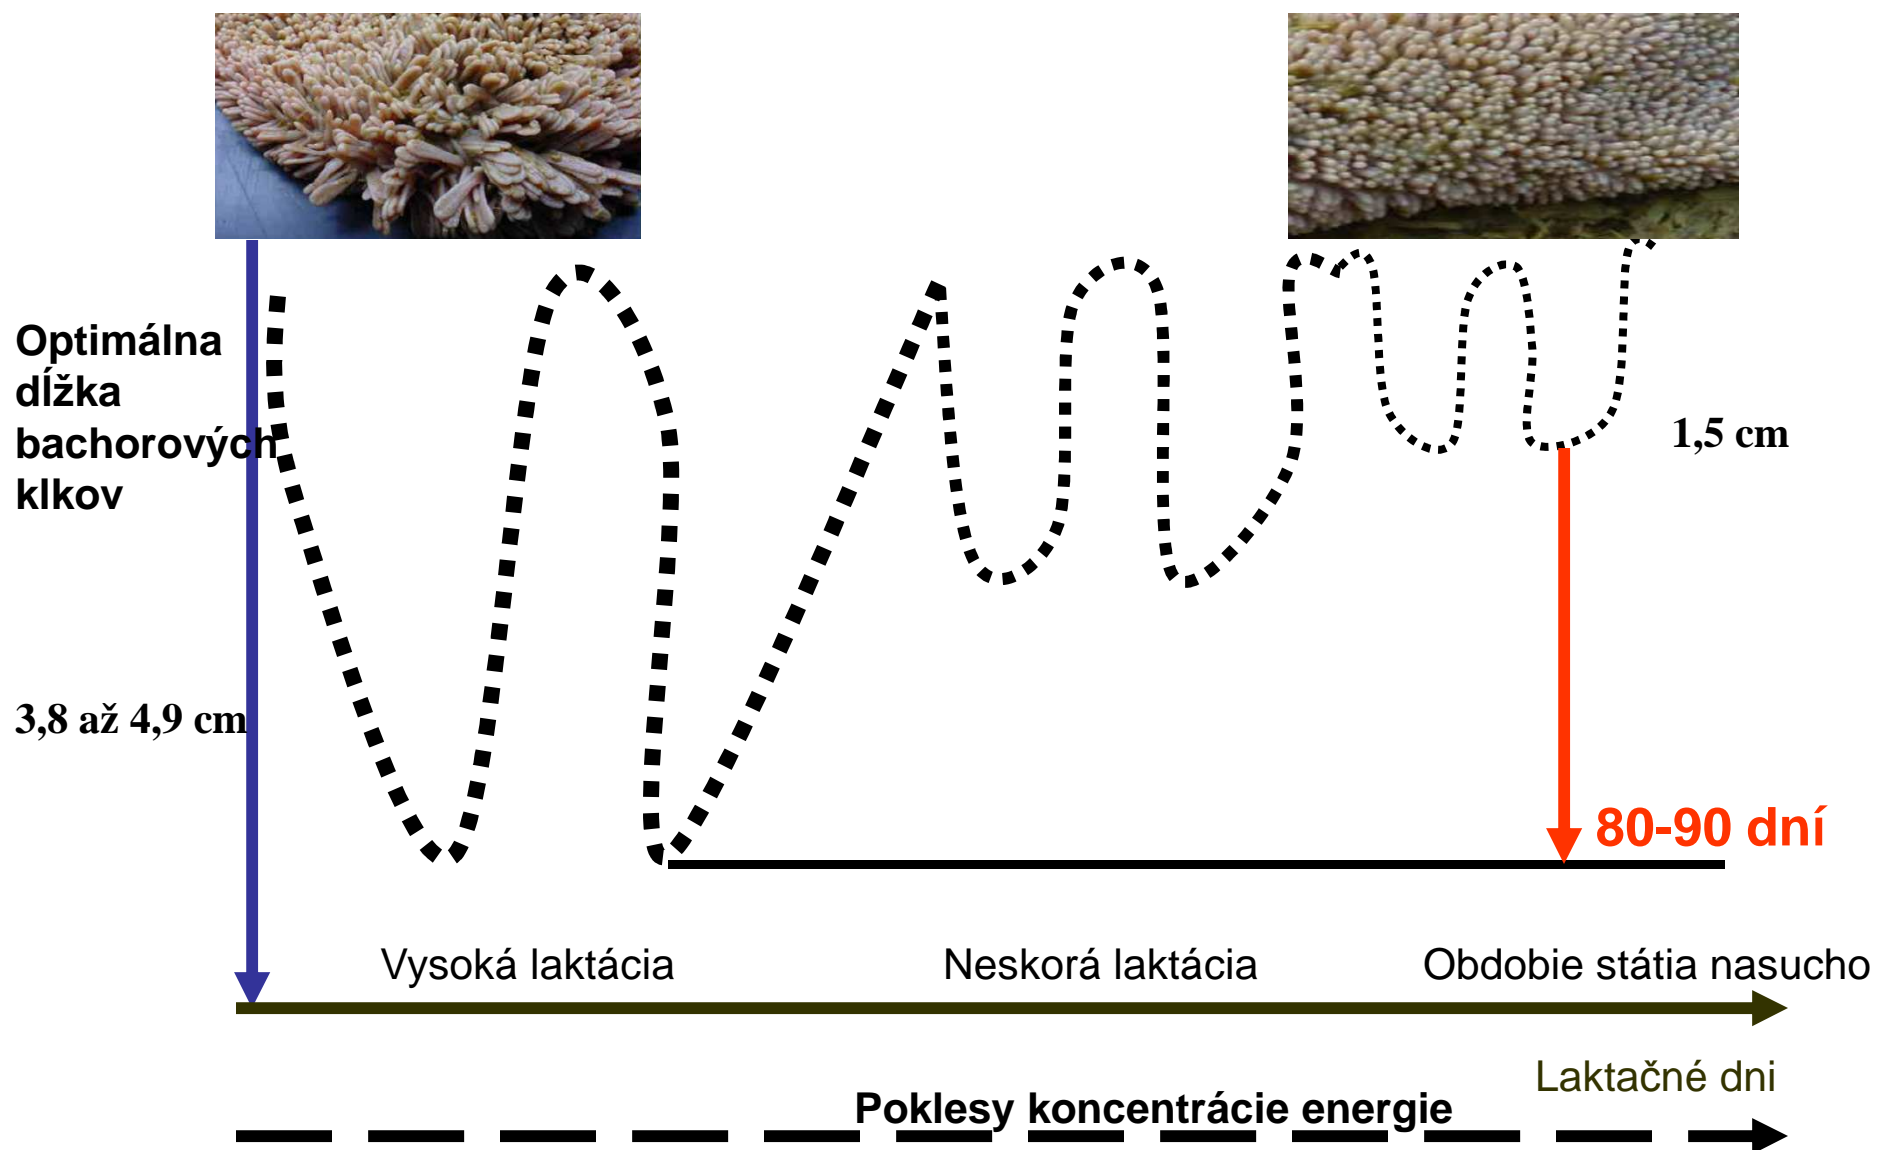 Optimálna
dĺžka
bachorových
klkov
1,5 cm
3,8 až 4,9 cm
80-90 dní
Vysoká laktácia
Neskorá laktácia
Obdobie státia nasucho
Laktačné dni
Poklesy koncentrácie energie